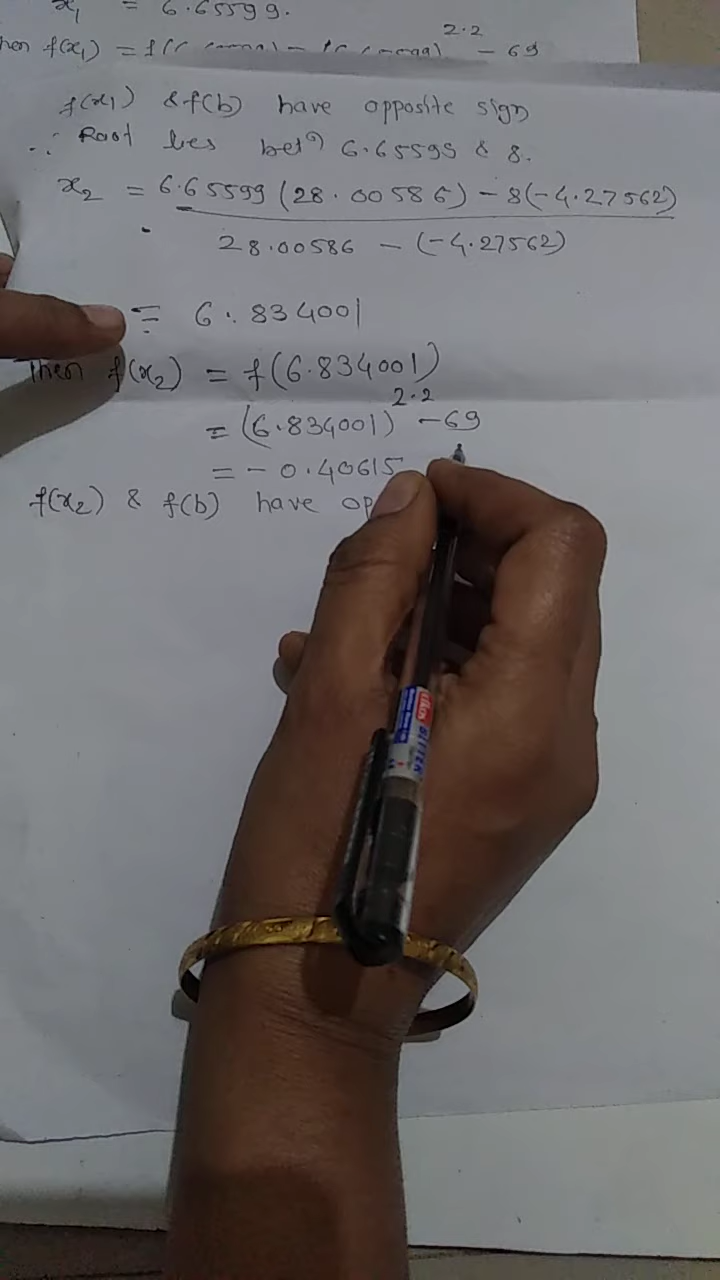 x₁ = 6.65599.
f(x₁) = 2.2 - 69
f(x₁) & f(b) have opposite sign
∴ Root lies betⁿ 6.65599 & 8.
x₂ = 6.65599 (28.00586) - 8(-4.27562)
28.00586 - (-4.27562)
= 6.834001
Then f(x₂) = f(6.834001)
= (6.834001)^2.2 - 69
= - 0.40615
f(x₂) & f(b) have op